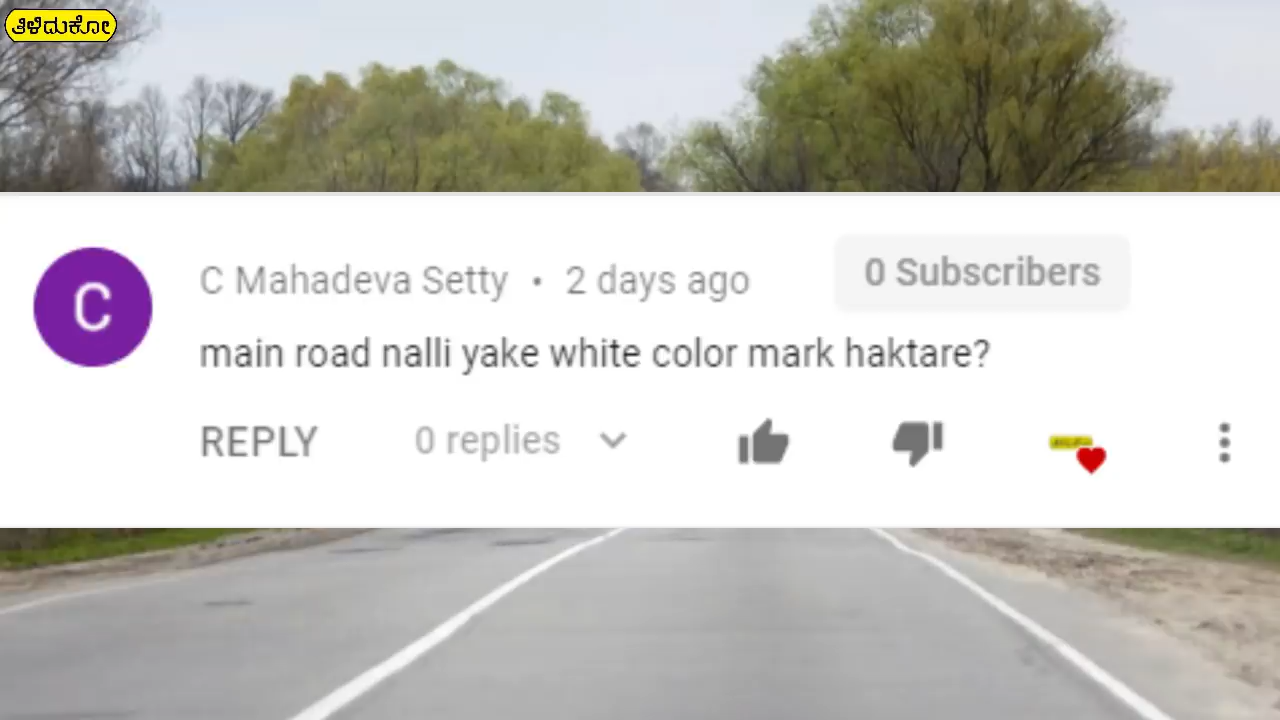 ತಿಳಿದುಕೋ
C Mahadeva Setty • 2 days ago
0 Subscribers
main road nalli yake white color mark haktare?
REPLY
0 replies